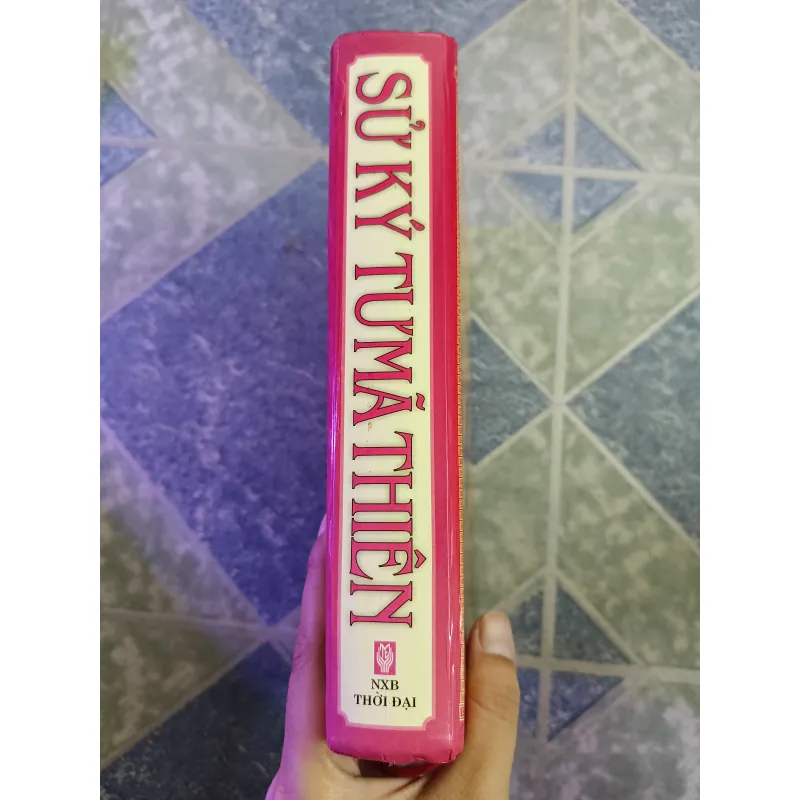 SỬ KÝ TƯ MÃ THIÊN
NXB
THỜI ĐẠI